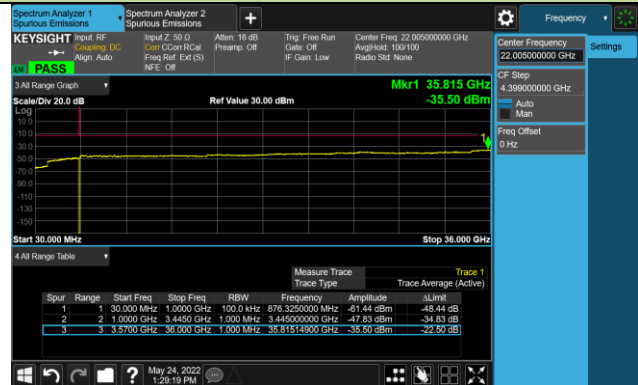 Spectrum Analyzer 1
Spurious Emissions
Spectrum Analyzer 2
Spurious Emissions
+
Frequency
KEYSIGHT
Input: RF
Coupling: DC
Align: Auto
Input Z: 50 Ω
Corr CCorr RCal
Freq Ref: Ext (S)
NFE: Off
Atten: 16 dB
Preamp: Off
Trig: Free Run
Gate: Off
IF Gain: Low
Center Freq: 22.005000000 GHz
Avg|Hold: 100/100
Radio Std: None
PASS
Center Frequency
22.005000000 GHz
Settings
CF Step
4.399000000 GHz
Auto
Man
Freq Offset
0 Hz
3 All Range Graph
Mkr1 35.815 GHz
Scale/Div 20.0 dB
Ref Value 30.00 dBm
-35.50 dBm
Log
10.0
-10.0
-30.0
-50.0
-70.0
-90.0
-110
-130
-150
1
Start 30.000 MHz
Stop 36.000 GHz
4 All Range Table
Measure Trace Trace 1
Trace Type Trace Average (Active)
Spur Range Start Freq Stop Freq RBW Frequency Amplitude ΔLimit
1 1 30.000 MHz 1.0000 GHz 100.0 kHz 876.3250000 MHz -61.44 dBm -48.44 dB
2 2 1.0000 GHz 3.4450 GHz 1.000 MHz 3.445000000 GHz -47.83 dBm -34.83 dB
3 3 3.5700 GHz 36.000 GHz 1.000 MHz 35.81514900 GHz -35.50 dBm -22.50 dB
?
May 24, 2022
1:29:19 PM